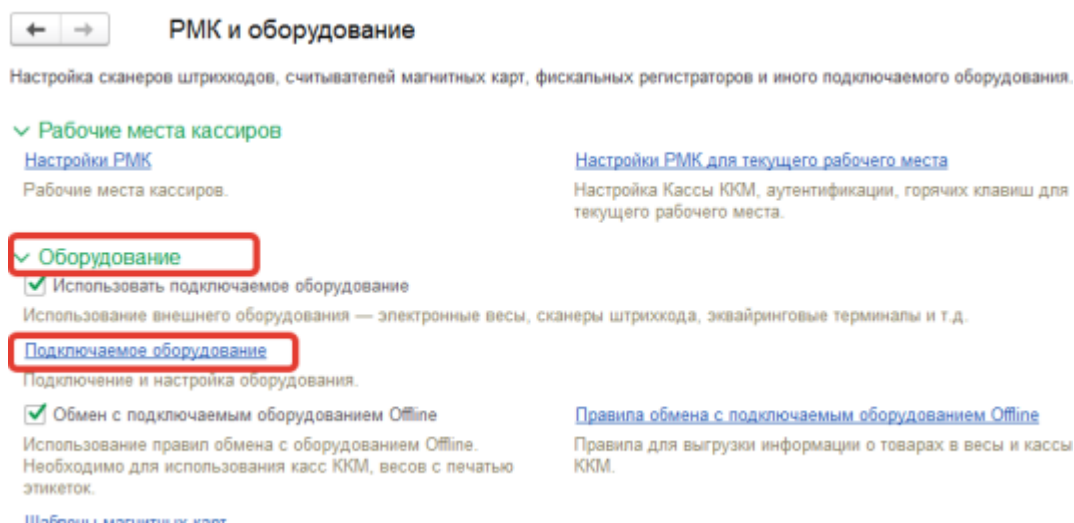 РМК и оборудование
Настройка сканеров штрихкодов, считывателей магнитных карт, фискальных регистраторов и иного подключаемого оборудования.
Рабочие места кассиров
Настройки РМК
Настройки РМК для текущего рабочего места
Рабочие места кассиров.
Настройка Кассы ККМ, аутентификации, горячих клавиш для
текущего рабочего места.
Оборудование
Использовать подключаемое оборудование
Использование внешнего оборудования — электронные весы, сканеры штрихкода, эквайринговые терминалы и т.д.
Подключаемое оборудование
Подключение и настройка оборудования.
Обмен с подключаемым оборудованием Offline
Правила обмена с подключаемым оборудованием Offline
Использование правил обмена с оборудованием Offline.
Необходимо для использования касс ККМ, весов с печатью
этикеток.
Правила для выгрузки информации о товарах в весы и кассы
ККМ.
Шаблоны магнитных карт